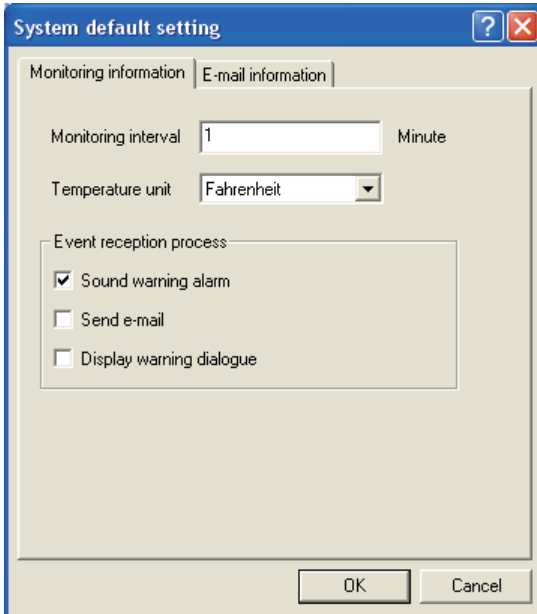 System default setting
Monitoring information E-mail information
Monitoring interval 1 Minute
Temperature unit Fahrenheit
Event reception process
Sound warning alarm
Send e-mail
Display warning dialogue
OK Cancel